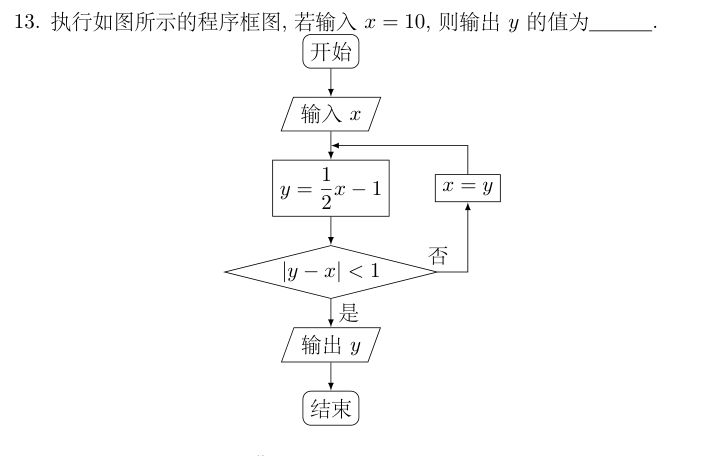 13. 执行如图所示的程序框图, 若输入 x = 10, 则输出 y 的值为______.
开始
输入 x
y = \frac{1}{2}x − 1
x = y
|y − x| < 1
否
是
输出 y
结束